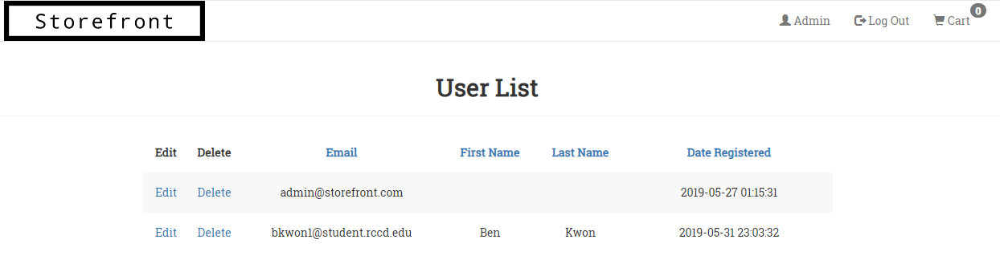 Storefront Admin Log Out Cart 0
User List
Edit Delete Email First Name Last Name Date Registered
Edit Delete admin@storefront.com 2019-05-27 01:15:31
Edit Delete bkwon1@student.rccd.edu Ben Kwon 2019-05-31 23:03:32